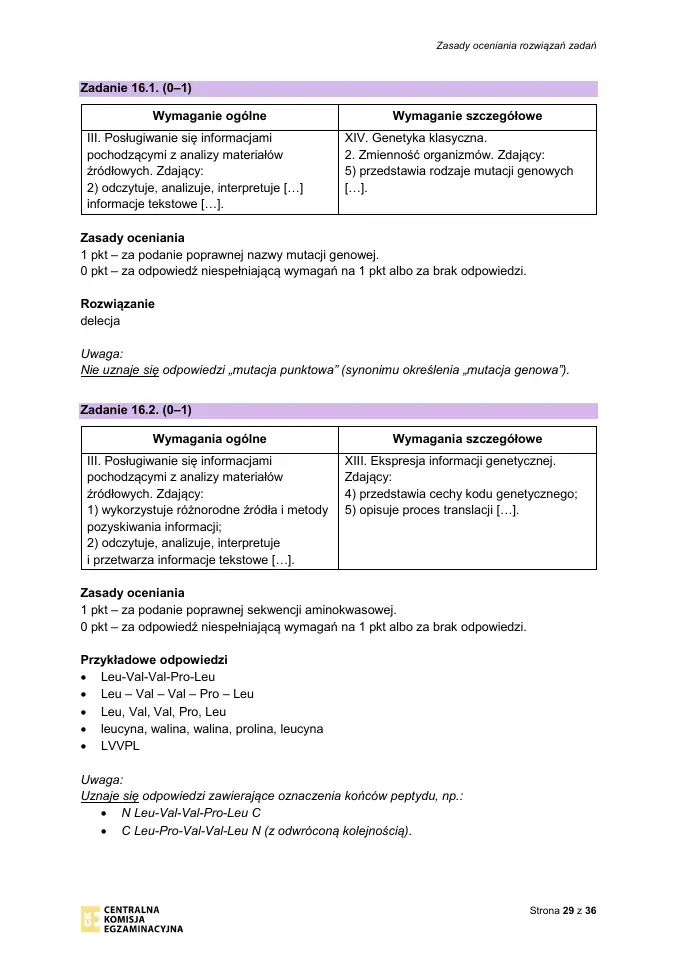 Zasady oceniania rozwiązań zadań
Zadanie 16.1. (0–1)
Wymaganie ogólne
Wymaganie szczegółowe
III. Posługiwanie się informacjami
pochodzącymi z analizy materiałów
źródłowych. Zdający:
2) odczytuje, analizuje, interpretuje […]
informacje tekstowe […].
XIV. Genetyka klasyczna.
2. Zmienność organizmów. Zdający:
5) przedstawia rodzaje mutacji genowych
[…].
Zasady oceniania
1 pkt – za podanie poprawnej nazwy mutacji genowej.
0 pkt – za odpowiedź niespełniającą wymagań na 1 pkt albo za brak odpowiedzi.
Rozwiązanie
delecja
Uwaga:
Nie uznaje się odpowiedzi „mutacja punktowa” (synonimu określenia „mutacja genowa”).
Zadanie 16.2. (0–1)
Wymagania ogólne
Wymagania szczegółowe
III. Posługiwanie się informacjami
pochodzącymi z analizy materiałów
źródłowych. Zdający:
1) wykorzystuje różnorodne źródła i metody
pozyskiwania informacji;
2) odczytuje, analizuje, interpretuje
i przetwarza informacje tekstowe […].
XIII. Ekspresja informacji genetycznej.
Zdający:
4) przedstawia cechy kodu genetycznego;
5) opisuje proces translacji […].
Zasady oceniania
1 pkt – za podanie poprawnej sekwencji aminokwasowej.
0 pkt – za odpowiedź niespełniającą wymagań na 1 pkt albo za brak odpowiedzi.
Przykładowe odpowiedzi
• Leu-Val-Val-Pro-Leu
• Leu – Val – Val – Pro – Leu
• Leu, Val, Val, Pro, Leu
• leucyna, walina, walina, prolina, leucyna
• LVVPL
Uwaga:
Uznaje się odpowiedzi zawierające oznaczenia końców peptydu, np.:
• N Leu-Val-Val-Pro-Leu C
• C Leu-Pro-Val-Val-Leu N (z odwróconą kolejnością).
CKE
CENTRALNA
KOMISJA
EGZAMINACYJNA
Strona 29 z 36